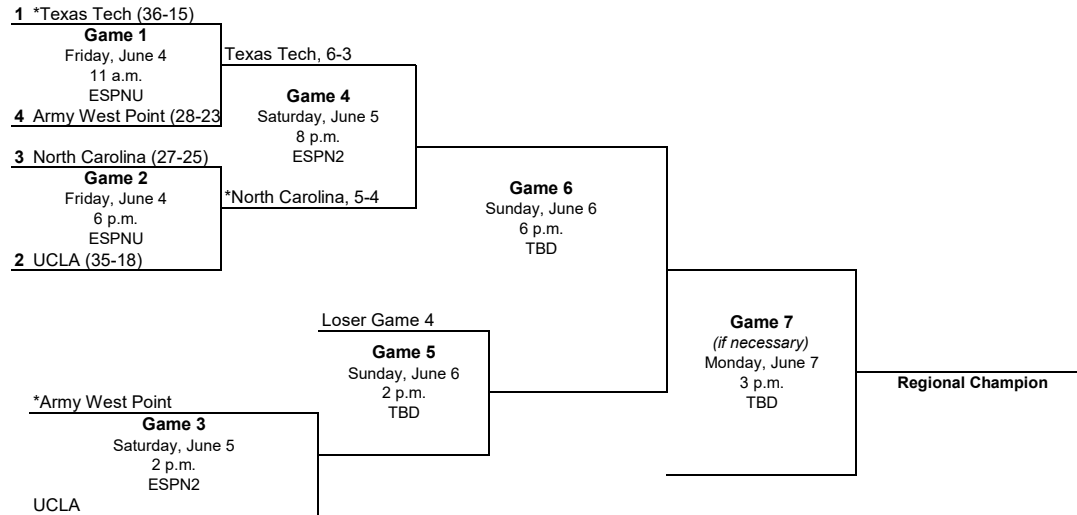 1 *Texas Tech (36-15)
Game 1
Friday, June 4
11 a.m.
ESPNU
4 Army West Point (28-23
3 North Carolina (27-25)
Game 2
Friday, June 4
6 p.m.
ESPNU
2 UCLA (35-18)
Texas Tech, 6-3
Game 4
Saturday, June 5
8 p.m.
ESPN2
*North Carolina, 5-4
Game 6
Sunday, June 6
6 p.m.
TBD
Loser Game 4
Game 5
Sunday, June 6
2 p.m.
TBD
*Army West Point
Game 3
Saturday, June 5
2 p.m.
ESPN2
UCLA
Game 7
(if necessary)
Monday, June 7
3 p.m.
TBD
Regional Champion